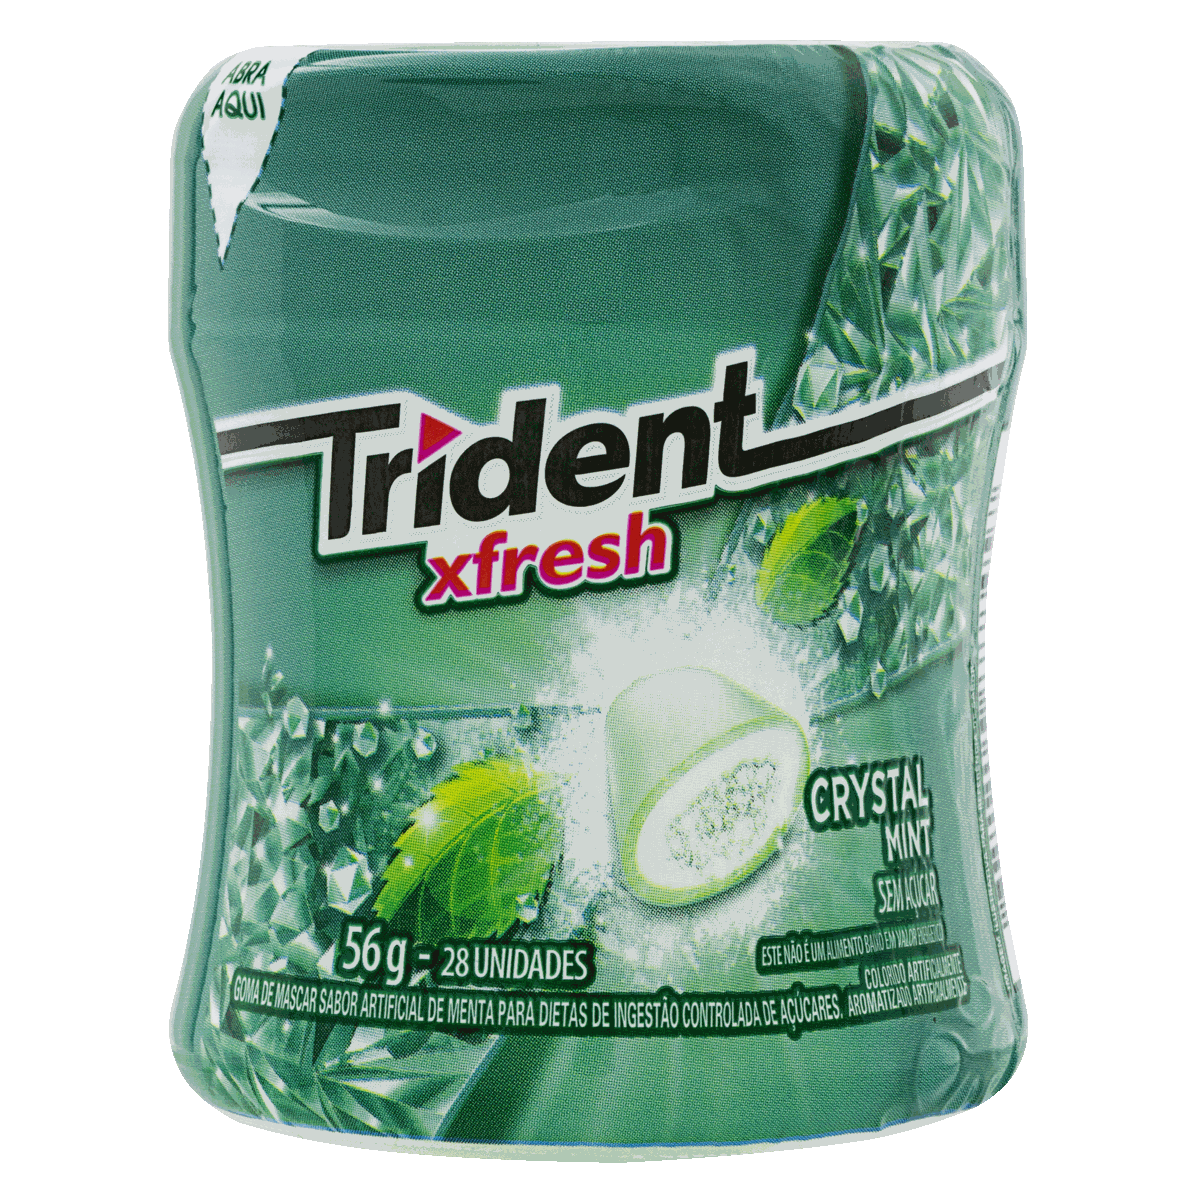 ABRA
AQUI
Trident
xfresh
CRYSTAL
MINT
SEM AÇÚCAR
ESTE NÃO É UM ALIMENTO BAIXO EM VALOR ENERGÉTICO
COLORIDO ARTIFICIALMENTE
56 g - 28 UNIDADES
GOMA DE MASCAR SABOR ARTIFICIAL DE MENTA PARA DIETAS DE INGESTÃO CONTROLADA DE AÇÚCARES. AROMATIZADO ARTIFICIALMENTE.